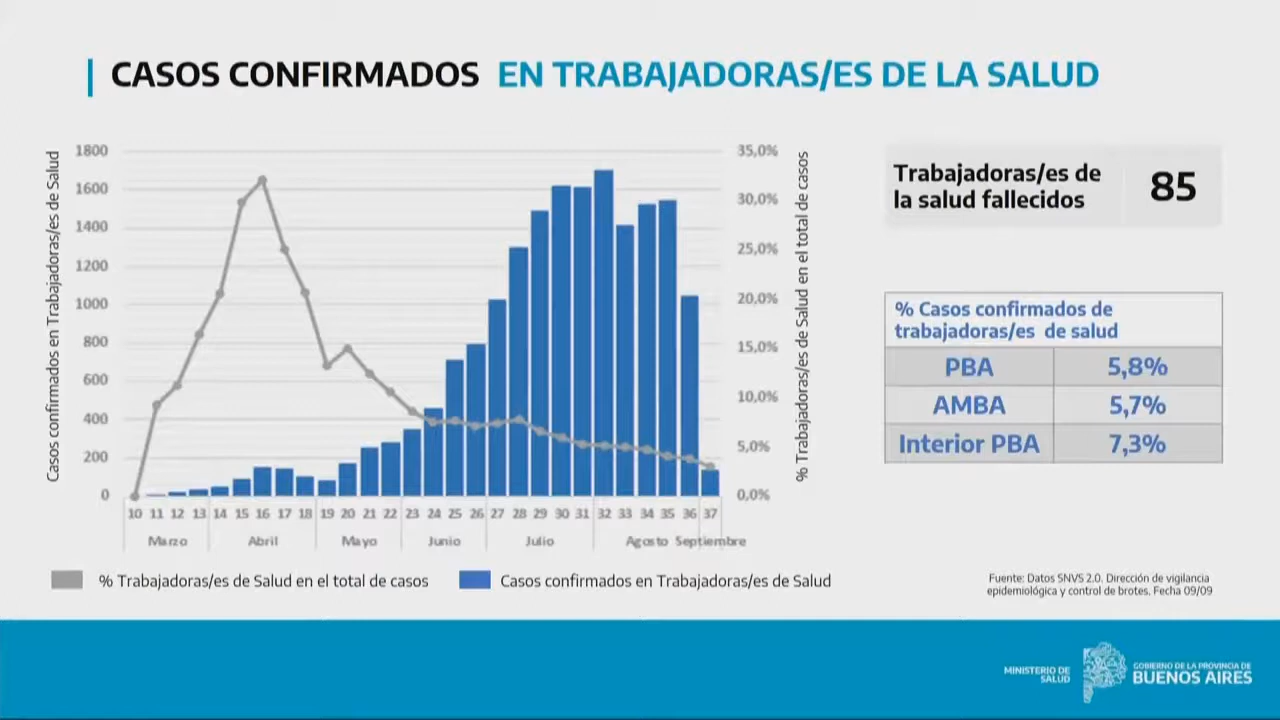 CASOS CONFIRMADOS EN TRABAJADORAS/ES DE LA SALUD
Casos confirmados en Trabajadoras/es de Salud
1800
1600
1400
1200
1000
800
600
400
200
0
35,0%
30,0%
25,0%
20,0%
15,0%
10,0%
5,0%
0,0%
% Trabajadoras/es de Salud en el total de casos
10 11 12 13 14 15 16 17 18 19 20 21 22 23 24 25 26 27 28 29 30 31 32 33 34 35 36 37
Marzo Abril Mayo Junio Julio Agosto Septiembre
% Trabajadoras/es de Salud en el total de casos
Casos confirmados en Trabajadoras/es de Salud
Trabajadoras/es de
la salud fallecidos
85
% Casos confirmados de
trabajadoras/es de salud
PBA 5,8%
AMBA 5,7%
Interior PBA 7,3%
Fuente: Datos SNVS 2.0. Dirección de vigilancia
epidemiológica y control de brotes. Fecha 09/09
MINISTERIO DE
SALUD
GOBIERNO DE LA PROVINCIA DE
BUENOS AIRES